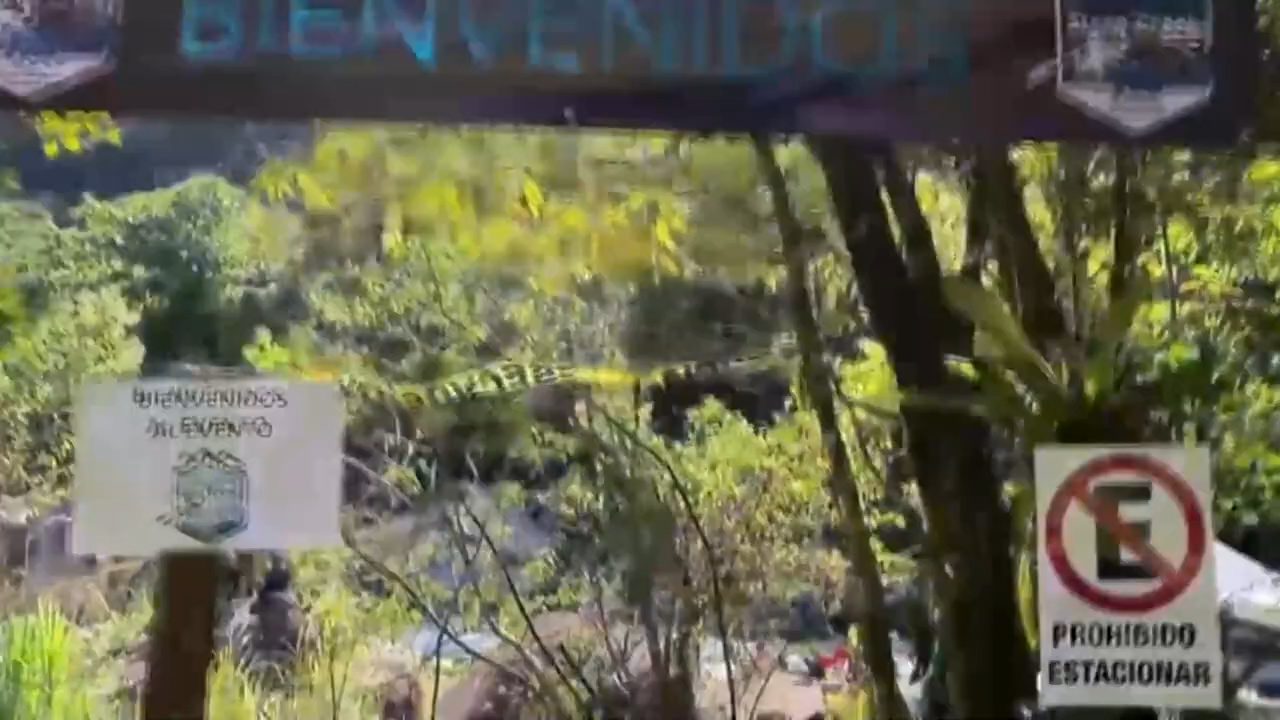 BIENVENIDOS
BIENVENIDOS
AL EVENTO
E
PROHIBIDO
ESTACIONAR